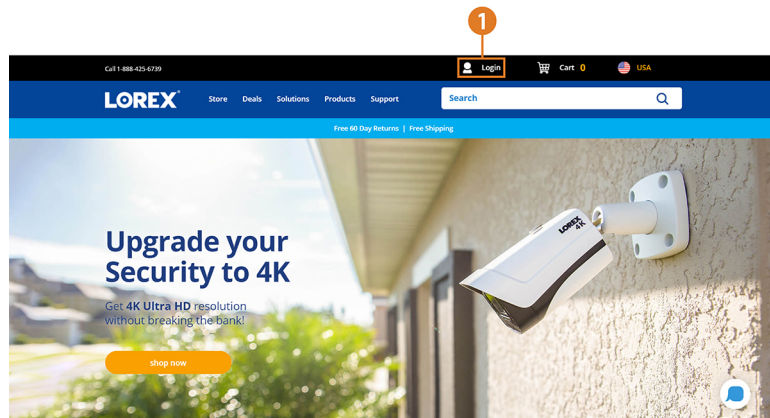 1
Call 1-888-425-6739
Login
Cart 0
USA
LOREX®
Store Deals Solutions Products Support
Search
Free 60 Day Returns | Free Shipping
LOREX
4K
Upgrade your
Security to 4K
Get 4K Ultra HD resolution
without breaking the bank!
shop now